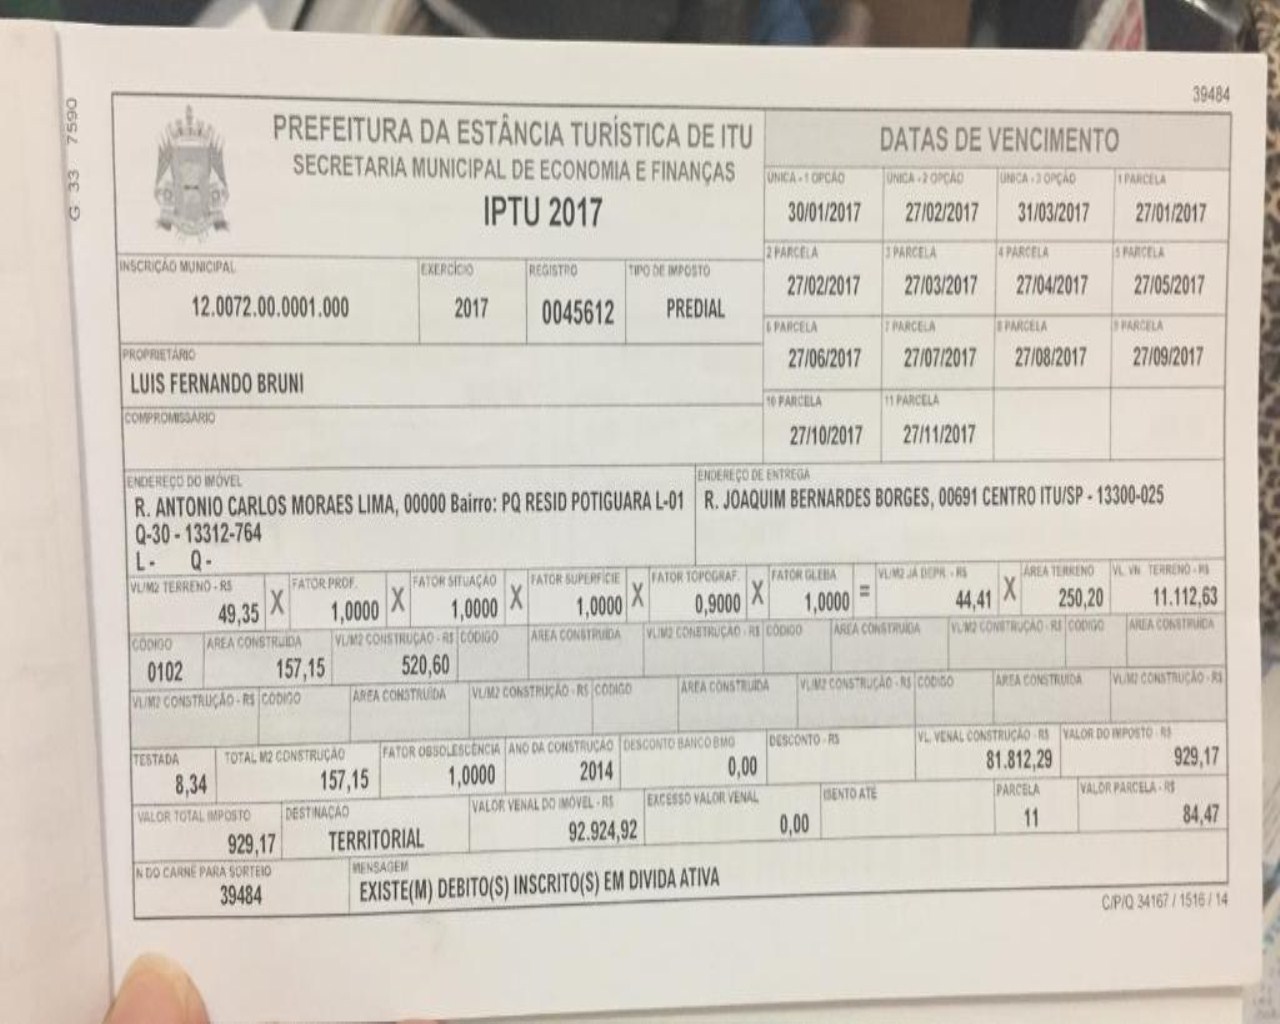 39484
G 33 7590
PREFEITURA DA ESTÂNCIA TURÍSTICA DE ITU
SECRETARIA MUNICIPAL DE ECONOMIA E FINANÇAS
IPTU 2017
DATAS DE VENCIMENTO
ÚNICA - 1 OPÇÃO ÚNICA - 2 OPÇÃO ÚNICA - 3 OPÇÃO 1 PARCELA
30/01/2017 27/02/2017 31/03/2017 27/01/2017
2 PARCELA 3 PARCELA 4 PARCELA 5 PARCELA
27/02/2017 27/03/2017 27/04/2017 27/05/2017
6 PARCELA 7 PARCELA 8 PARCELA 9 PARCELA
27/06/2017 27/07/2017 27/08/2017 27/09/2017
10 PARCELA 11 PARCELA
27/10/2017 27/11/2017
INSCRIÇÃO MUNICIPAL EXERCÍCIO REGISTRO TIPO DE IMPOSTO
12.0072.00.0001.000 2017 0045612 PREDIAL
PROPRIETÁRIO
LUIS FERNANDO BRUNI
COMPROMISSÁRIO
ENDEREÇO DO IMÓVEL
R. ANTONIO CARLOS MORAES LIMA, 00000 Bairro: PQ RESID POTIGUARA L-01
Q-30 - 13312-764
L - Q -
ENDEREÇO DE ENTREGA
R. JOAQUIM BERNARDES BORGES, 00691 CENTRO ITU/SP - 13300-025
VL/M2 TERRENO - R$ FATOR PROF. FATOR SITUAÇÃO FATOR SUPERFÍCIE FATOR TOPOGRAF. FATOR GLEBA VL/M2 JÁ DEPR. - R$ ÁREA TERRENO VL. VN. TERRENO - R$
49,35 X 1,0000 X 1,0000 X 1,0000 X 0,9000 X 1,0000 = 44,41 X 250,20 11.112,63
CÓDIGO ÁREA CONSTRUÍDA VL/M2 CONSTRUÇÃO - R$ CÓDIGO ÁREA CONSTRUÍDA VL/M2 CONSTRUÇÃO - R$ CÓDIGO ÁREA CONSTRUÍDA VL/M2 CONSTRUÇÃO - R$ CÓDIGO ÁREA CONSTRUÍDA
0102 157,15 520,60
VL/M2 CONSTRUÇÃO - R$ CÓDIGO ÁREA CONSTRUÍDA VL/M2 CONSTRUÇÃO - R$ CÓDIGO ÁREA CONSTRUÍDA VL/M2 CONSTRUÇÃO - R$ CÓDIGO ÁREA CONSTRUÍDA VL/M2 CONSTRUÇÃO - R$
TESTADA TOTAL M2 CONSTRUÇÃO FATOR OBSOLESCÊNCIA ANO DA CONSTRUÇÃO DESCONTO BANCO BMG DESCONTO - R$ VL. VENAL CONSTRUÇÃO - R$ VALOR DO IMPOSTO - R$
8,34 157,15 1,0000 2014 0,00 81.812,29 929,17
VALOR TOTAL IMPOSTO DESTINAÇÃO VALOR VENAL DO IMÓVEL - R$ EXCESSO VALOR VENAL ISENTO ATÉ PARCELA VALOR PARCELA - R$
929,17 TERRITORIAL 92.924,92 0,00 11 84,47
N DO CARNÊ PARA SORTEIO MENSAGEM
39484 EXISTE(M) DEBITO(S) INSCRITO(S) EM DIVIDA ATIVA
C/P/Q 34167 / 1516 / 14